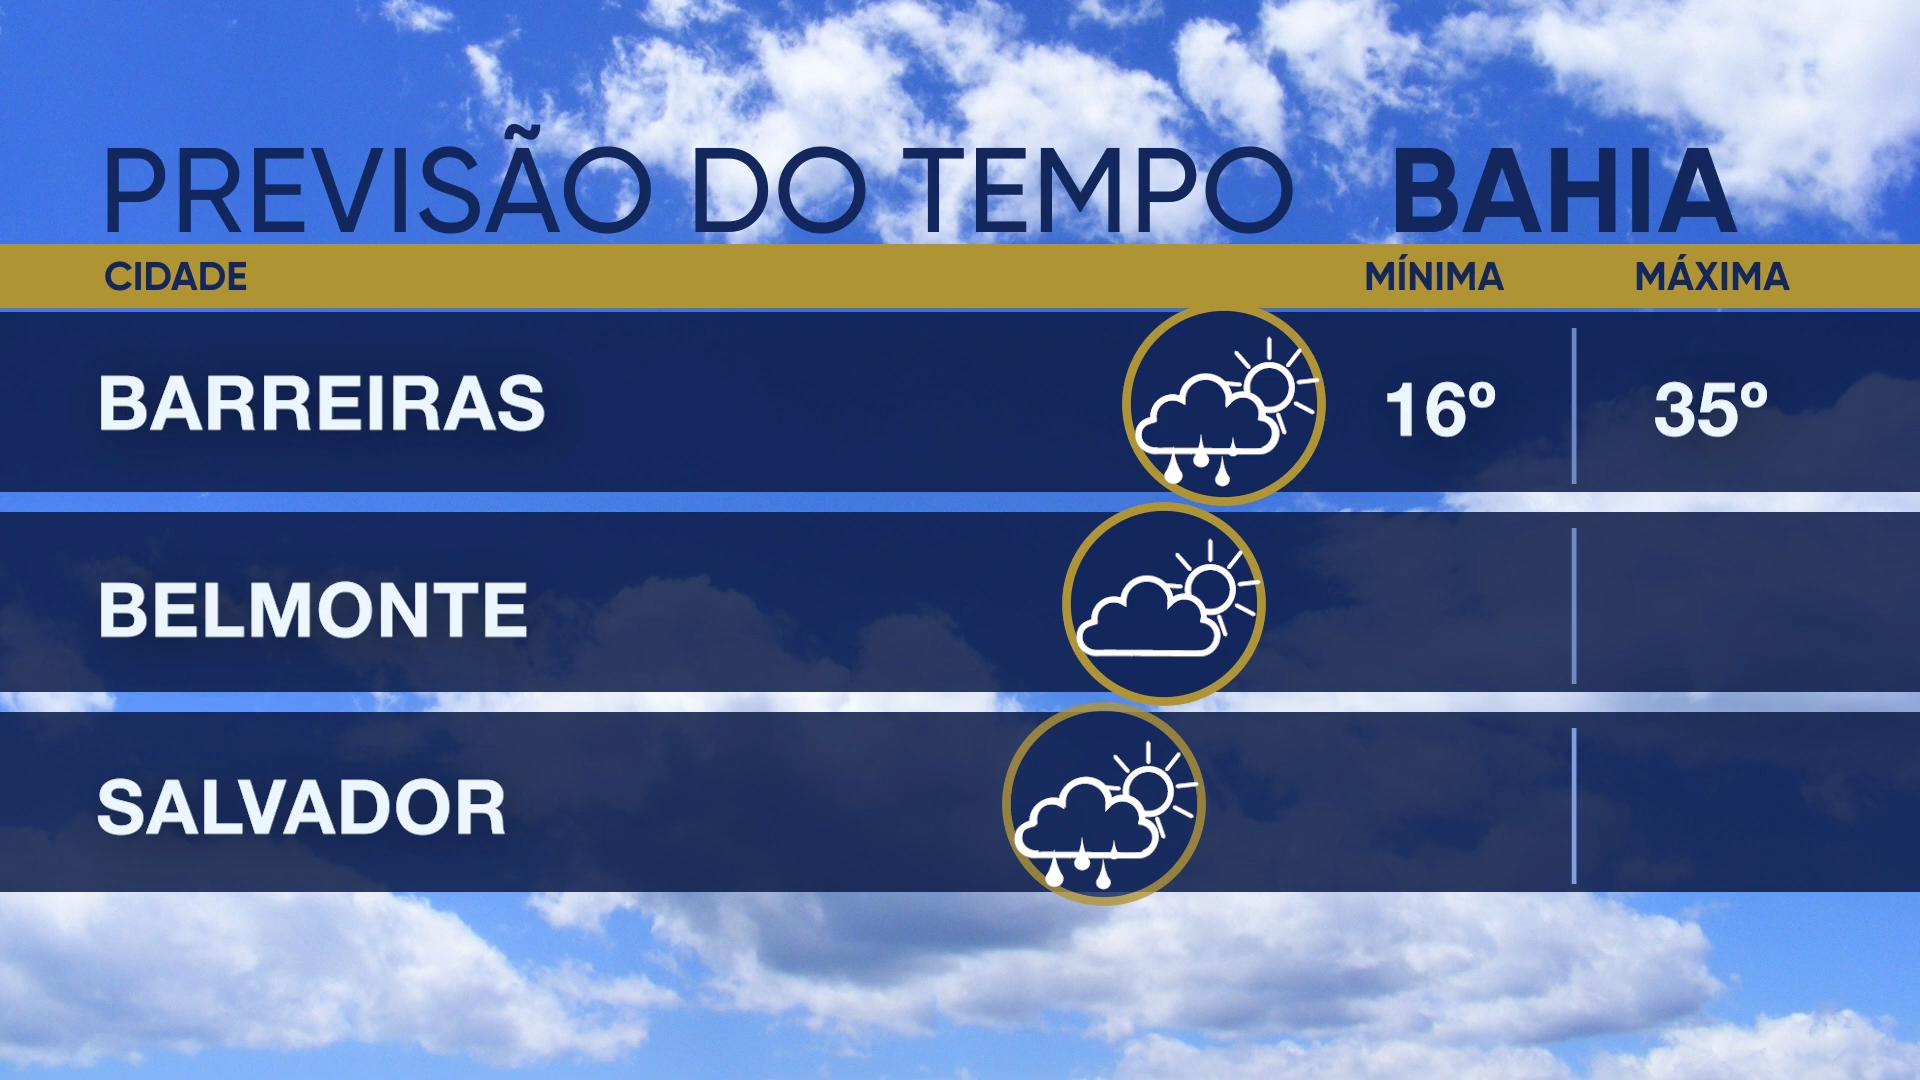 PREVISÃO DO TEMPO BAHIA
CIDADE MÍNIMA MÁXIMA
BARREIRAS 16º 35º
BELMONTE
SALVADOR